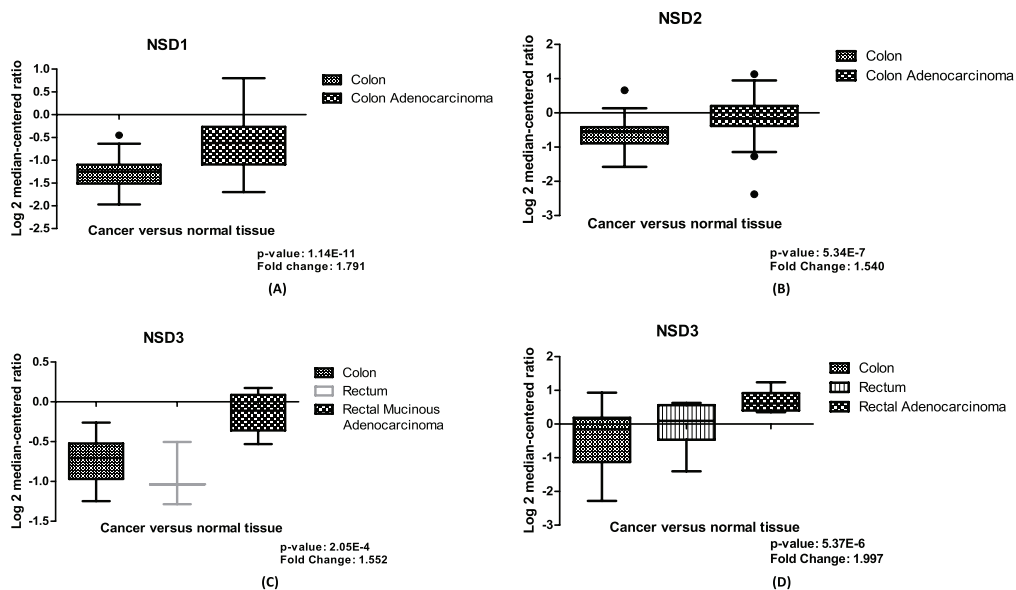 NSD1
Log 2 median-centered ratio
1.0
0.5
0.0
-0.5
-1.0
-1.5
-2.0
-2.5
Colon
Colon Adenocarcinoma
Cancer versus normal tissue
p-value: 1.14E-11
Fold change: 1.791
(A)
NSD2
Log 2 median-centered ratio
2
1
0
-1
-2
-3
Colon
Colon Adenocarcinoma
Cancer versus normal tissue
p-value: 5.34E-7
Fold Change: 1.540
(B)
NSD3
Log 2 median-centered ratio
0.5
0.0
-0.5
-1.0
-1.5
Colon
Rectum
Rectal Mucinous
Adenocarcinoma
Cancer versus normal tissue
p-value: 2.05E-4
Fold Change: 1.552
(C)
NSD3
Log 2 median-centered ratio
2
1
0
-1
-2
-3
Colon
Rectum
Rectal Adenocarcinoma
Cancer versus normal tissue
p-value: 5.37E-6
Fold Change: 1.997
(D)